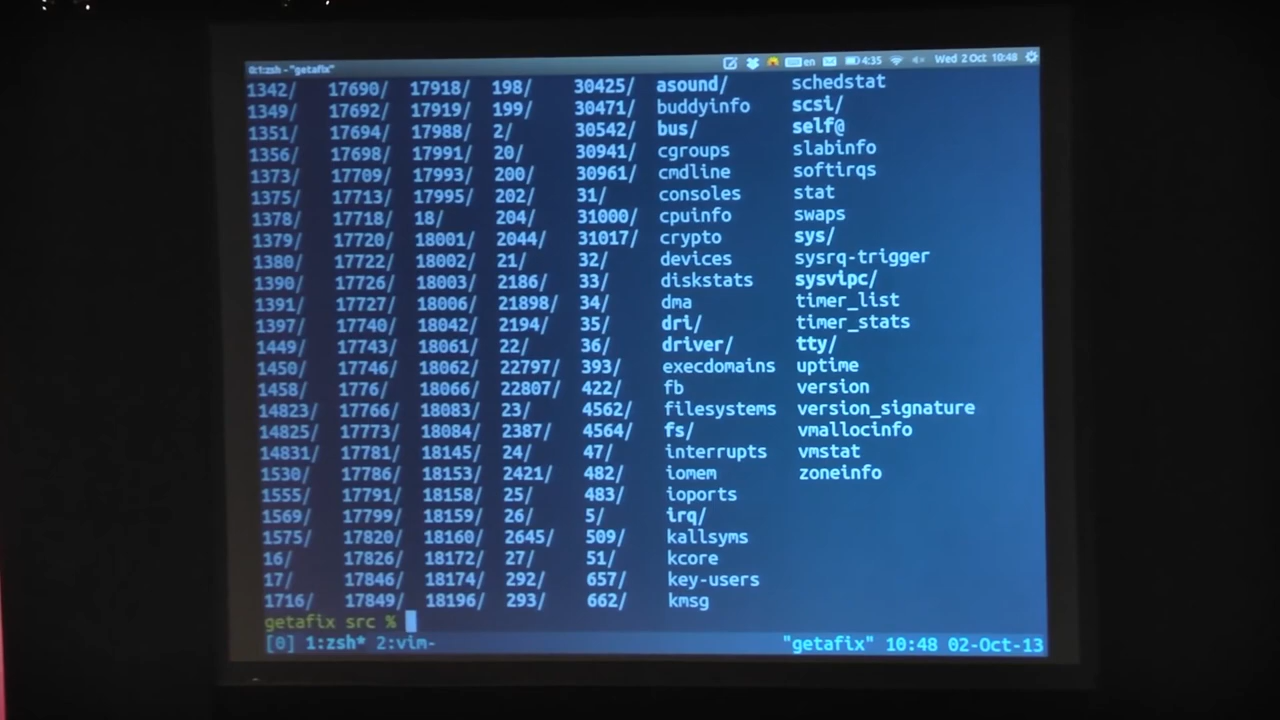 0:1:zsh - "getafix" en 4:35 Wed 2 Oct 10:48
1342/ 17690/ 17918/ 198/ 30425/ asound/ schedstat
1349/ 17692/ 17919/ 199/ 30471/ buddyinfo scsi/
1351/ 17694/ 17988/ 2/ 30542/ bus/ self@
1356/ 17698/ 17991/ 20/ 30941/ cgroups slabinfo
1373/ 17709/ 17993/ 200/ 30961/ cmdline softirqs
1375/ 17713/ 17995/ 202/ 31/ consoles stat
1378/ 17718/ 18/ 204/ 31000/ cpuinfo swaps
1379/ 17720/ 18001/ 2044/ 31017/ crypto sys/
1380/ 17722/ 18002/ 21/ 32/ devices sysrq-trigger
1390/ 17726/ 18003/ 2186/ 33/ diskstats sysvipc/
1391/ 17727/ 18006/ 21898/ 34/ dma timer_list
1397/ 17740/ 18042/ 2194/ 35/ dri/ timer_stats
1449/ 17743/ 18061/ 22/ 36/ driver/ tty/
1450/ 17746/ 18062/ 22797/ 393/ execdomains uptime
1458/ 1776/ 18066/ 22807/ 422/ fb version
14823/ 17766/ 18083/ 23/ 4562/ filesystems version_signature
14825/ 17773/ 18084/ 2387/ 4564/ fs/ vmallocinfo
14831/ 17781/ 18145/ 24/ 47/ interrupts vmstat
1530/ 17786/ 18153/ 2421/ 482/ iomem zoneinfo
1555/ 17791/ 18158/ 25/ 483/ ioports
1569/ 17799/ 18159/ 26/ 5/ irq/
1575/ 17820/ 18160/ 2645/ 509/ kallsyms
16/ 17826/ 18172/ 27/ 51/ kcore
17/ 17846/ 18174/ 292/ 657/ key-users
1716/ 17849/ 18196/ 293/ 662/ kmsg
getafix src %
[0] 1:zsh* 2:vim- "getafix" 10:48 02-Oct-13